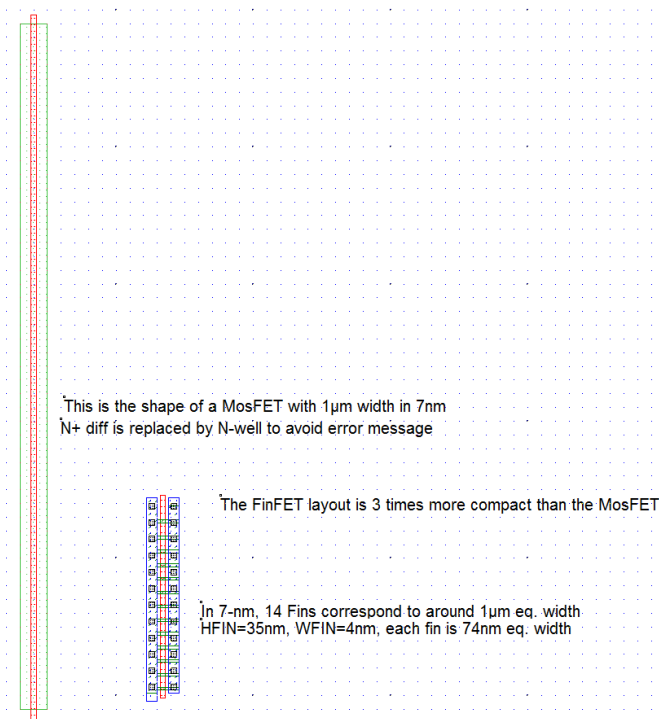 This is the shape of a MosFET with 1µm width in 7nm
N+ diff is replaced by N-well to avoid error message
The FinFET layout is 3 times more compact than the MosFET
In 7-nm, 14 Fins correspond to around 1µm eq. width
HFIN=35nm, WFIN=4nm, each fin is 74nm eq. width